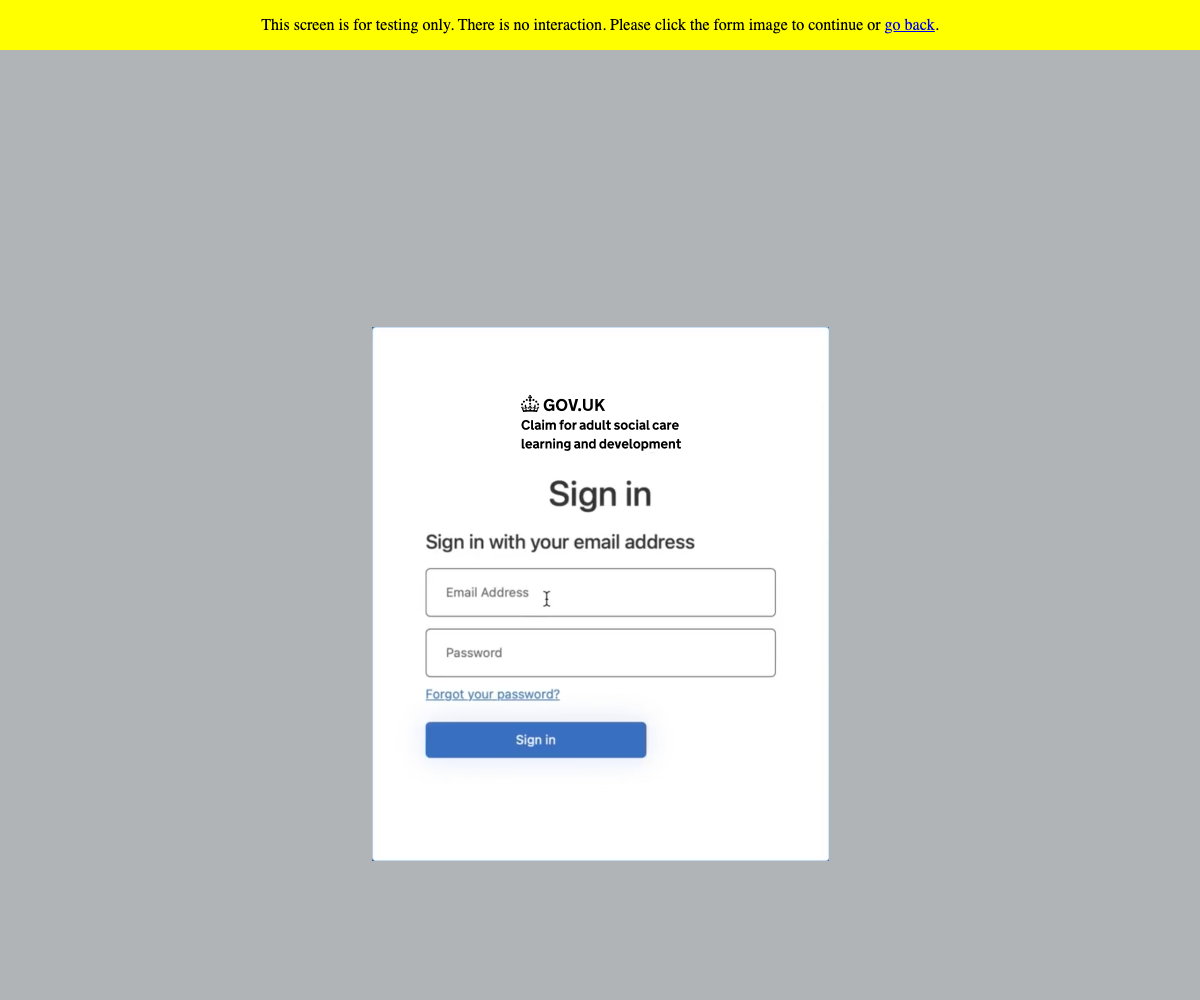 This screen is for testing only. There is no interaction. Please click the form image to continue or go back.
GOV.UK
Claim for adult social care
learning and development
Sign in
Sign in with your email address
Email Address
Password
Forgot your password?
Sign in